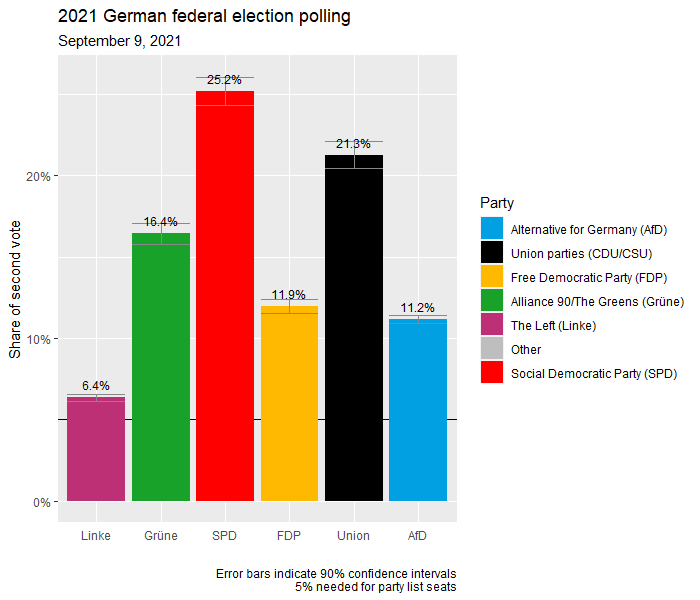 2021 German federal election polling
September 9, 2021
Share of second vote
20%
10%
0%
6.4%
16.4%
25.2%
11.9%
21.3%
11.2%
Linke
Grüne
SPD
FDP
Union
AfD
Party
Alternative for Germany (AfD)
Union parties (CDU/CSU)
Free Democratic Party (FDP)
Alliance 90/The Greens (Grüne)
The Left (Linke)
Other
Social Democratic Party (SPD)
Error bars indicate 90% confidence intervals
5% needed for party list seats